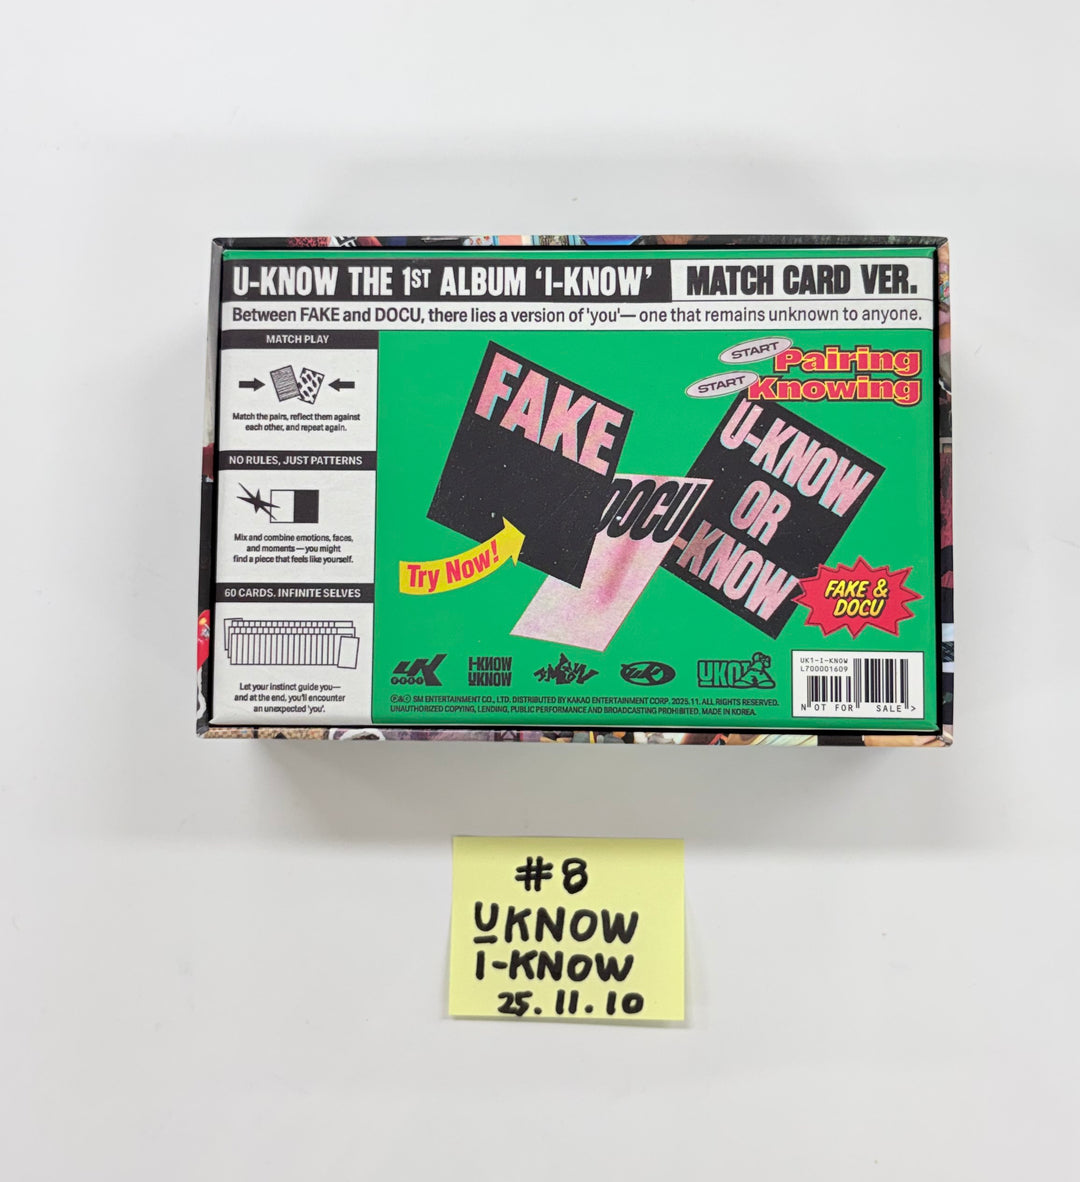 U-KNOW THE 1ST ALBUM ‘I-KNOW’
MATCH CARD VER.
Between FAKE and DOCU, there lies a version of 'you'— one that remains unknown to anyone.
MATCH PLAY
Match the pairs, reflect them against
each other, and repeat again.
NO RULES, JUST PATTERNS
Mix and combine emotions, faces,
and moments—you might
find a piece that feels like yourself.
60 CARDS. INFINITE SELVES
Let your instinct guide you—
and at the end, you'll encounter
an unexpected 'you'.
START Pairing
START Knowing
FAKE
DOCU
U-KNOW
OR
I-KNOW
Try Now!
FAKE &
DOCU
I-KNOW
UKNOW
℗&© SM ENTERTAINMENT CO., LTD. DISTRIBUTED BY KAKAO ENTERTAINMENT CORP. 2025.11. ALL RIGHTS RESERVED.
UNAUTHORIZED COPYING, LENDING, PUBLIC PERFORMANCE AND BROADCASTING PROHIBITED. MADE IN KOREA.
UK1-I-KNOW
L700001609
NOT FOR SALE >
#8
UKNOW
I-KNOW
25.11.10